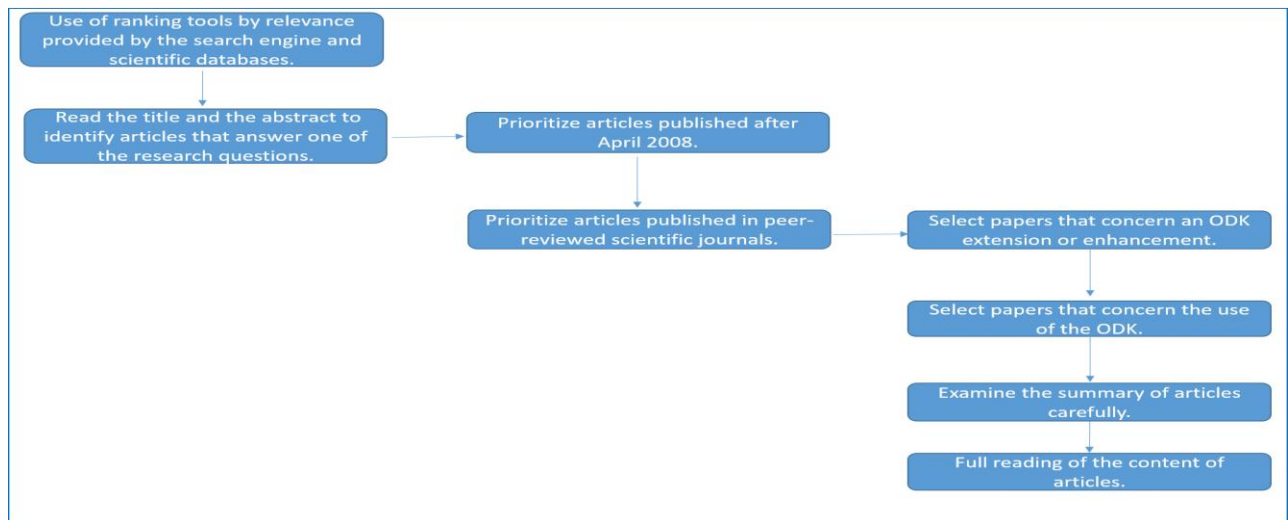 Use of ranking tools by relevance
provided by the search engine and
scientific databases.
Read the title and the abstract to
identify articles that answer one of
the research questions.
Prioritize articles published after
April 2008.
Prioritize articles published in peer-
reviewed scientific journals.
Select papers that concern an ODK
extension or enhancement.
Select papers that concern the use
of the ODK.
Examine the summary of articles
carefully.
Full reading of the content of
articles.